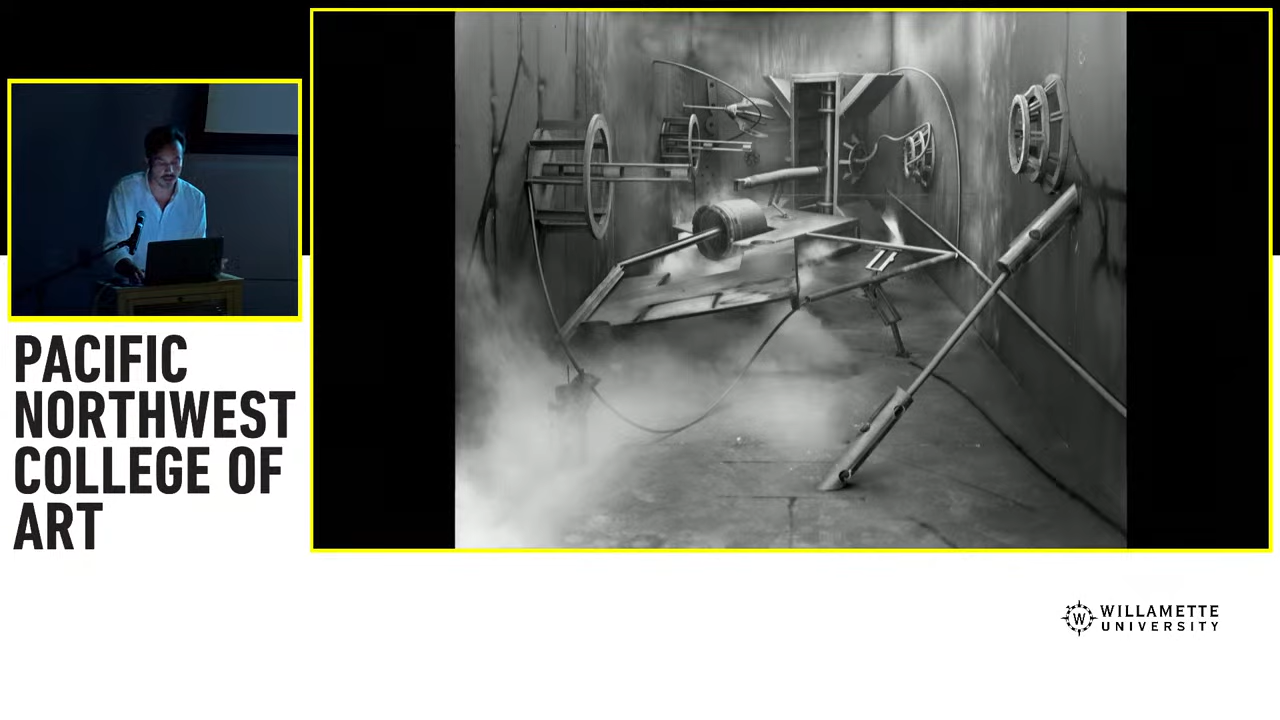 PACIFIC
NORTHWEST
COLLEGE OF
ART
W
WILLAMETTE
UNIVERSITY